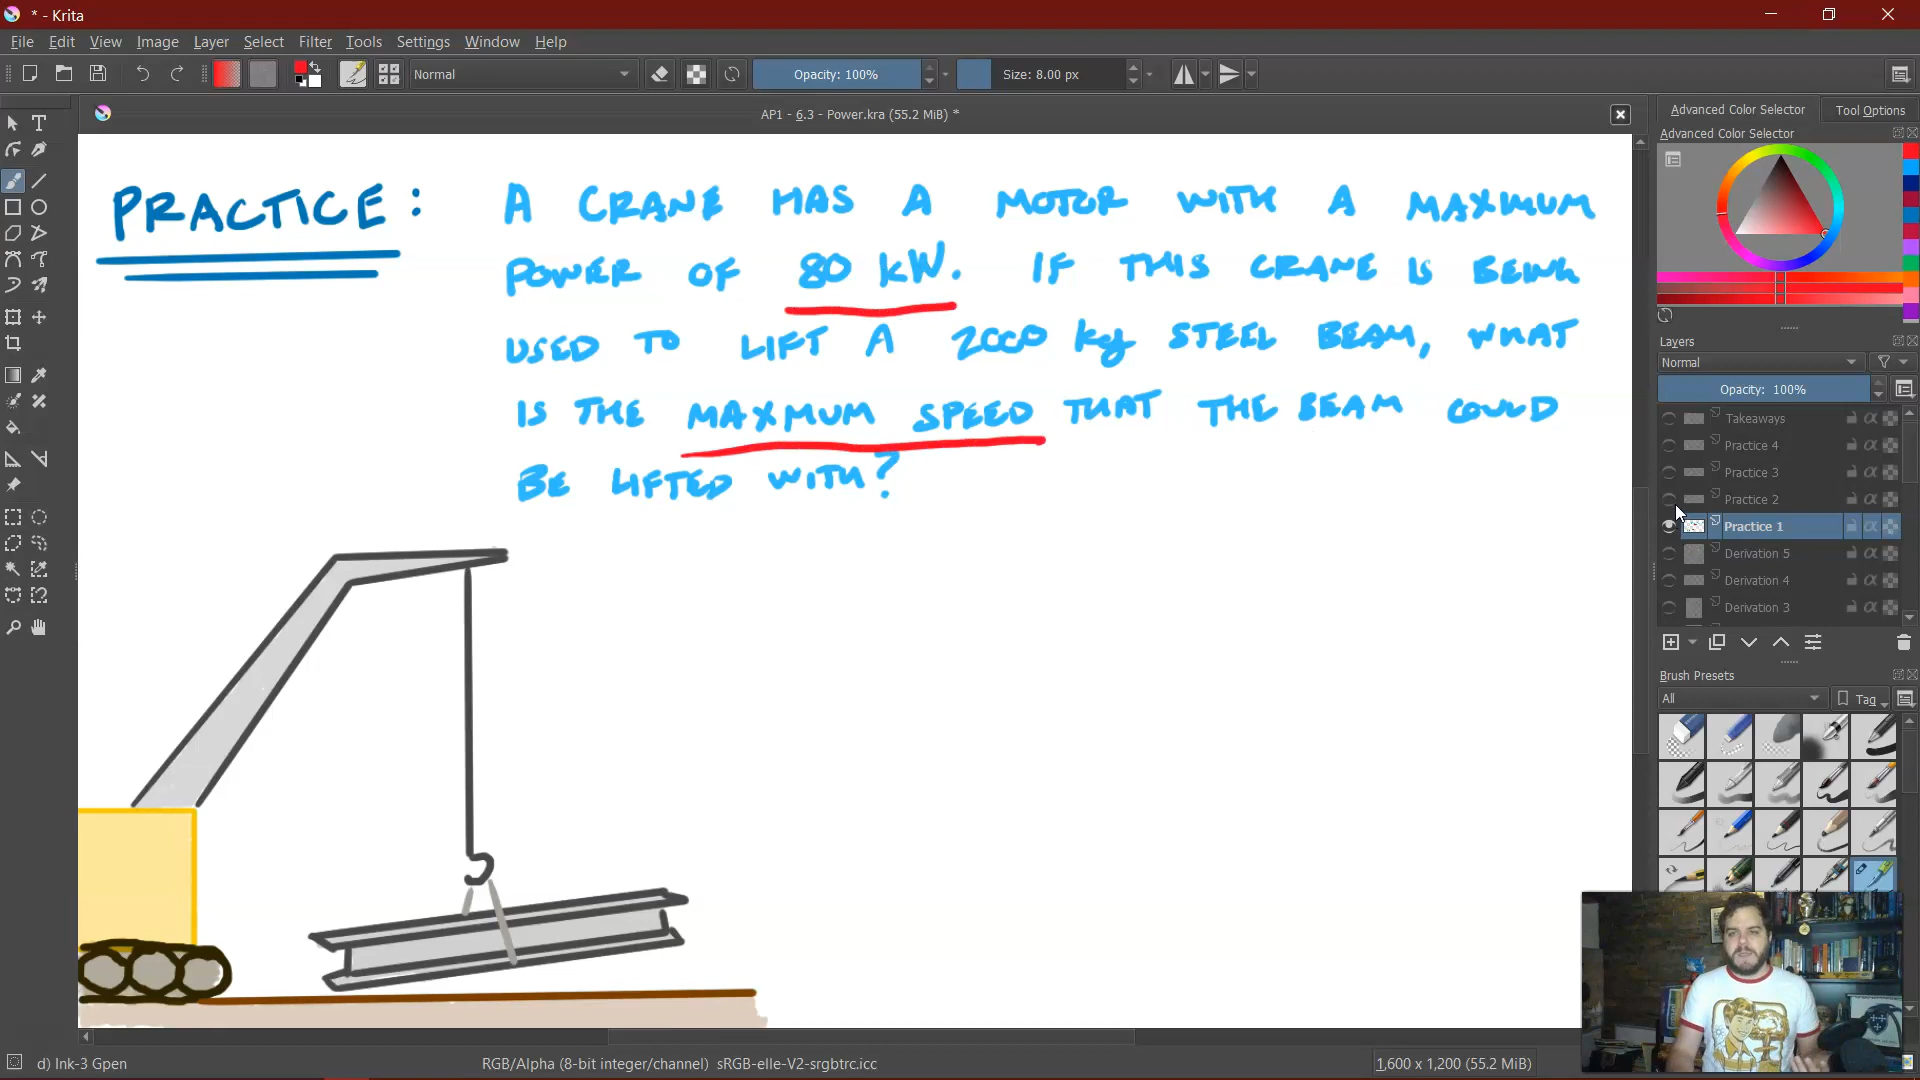 * - Krita
File Edit View Image Layer Select Filter Tools Settings Window Help
Normal
Opacity: 100%
Size: 8.00 px
AP1 - 6.3 - Power.kra (55.2 MiB) *
Advanced Color Selector
Tool Options
Advanced Color Selector
PRACTICE: A CRANE HAS A MOTOR WITH A MAXIMUM
POWER OF 80 kW. IF THIS CRANE IS BEING
USED TO LIFT A 2000 kg STEEL BEAM, WHAT
IS THE MAXMUM SPEED THAT THE BEAM COULD
BE LIFTED WITH?
Layers
Normal
Opacity: 100%
Takeaways
Practice 4
Practice 3
Practice 2
Practice 1
Derivation 5
Derivation 4
Derivation 3
Brush Presets
All
Tag
d) Ink-3 Gpen
RGB/Alpha (8-bit integer/channel) sRGB-elle-V2-srgbtrc.icc
1,600 x 1,200 (55.2 MiB)